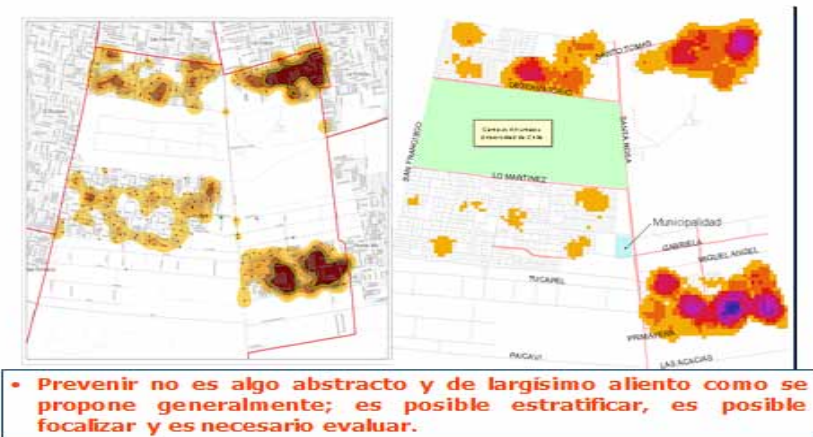 SANTO TOMAS
OBSERVATORIO
SAN FRANCISCO
SANTA ROSA
Campus Antumapu
Universidad de Chile
LO MARTINEZ
Municipalidad
GABRIELA
MIGUEL ANGEL
TUCAPEL
PRIMAVERA
PAICAVI
LAS ACACIAS
• Prevenir no es algo abstracto y de larguísimo aliento como se
propone generalmente; es posible estratificar, es posible
focalizar y es necesario evaluar.